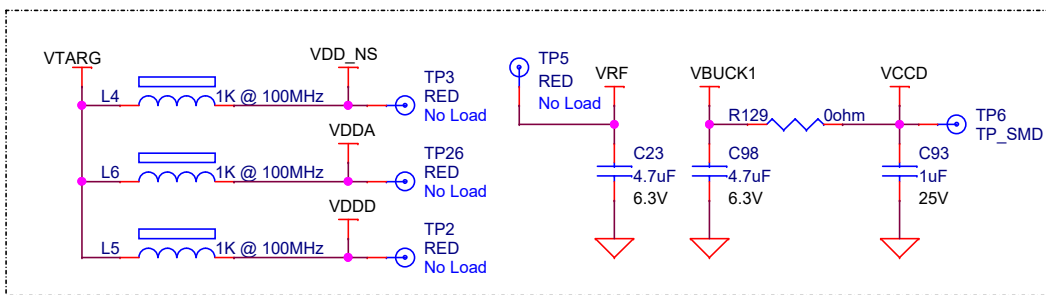 VTARG
VDD_NS
L4
1K @ 100MHz
TP3
RED
No Load
VDDA
L6
1K @ 100MHz
TP26
RED
No Load
VDDD
L5
1K @ 100MHz
TP2
RED
No Load
TP5
RED
No Load
VRF
C23
4.7uF
6.3V
VBUCK1
R129
0ohm
C98
4.7uF
6.3V
VCCD
TP6
TP_SMD
C93
1uF
25V